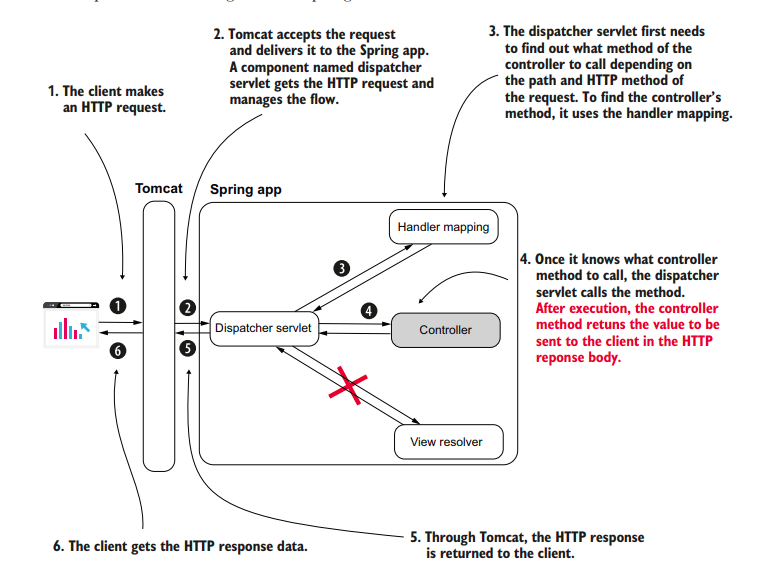 2. Tomcat accepts the request
and delivers it to the Spring app.
A component named dispatcher
servlet gets the HTTP request and
manages the flow.
3. The dispatcher servlet first needs
to find out what method of the
controller to call depending on
the path and HTTP method of
the request. To find the controller's
method, it uses the handler mapping.
1. The client makes
an HTTP request.
Tomcat
Spring app
Handler mapping
3
4. Once it knows what controller
method to call, the dispatcher
servlet calls the method.
After execution, the controller
method retuns the value to be
sent to the client in the HTTP
reponse body.
1
2
4
Dispatcher servlet
Controller
6
5
View resolver
6. The client gets the HTTP response data.
5. Through Tomcat, the HTTP response
is returned to the client.